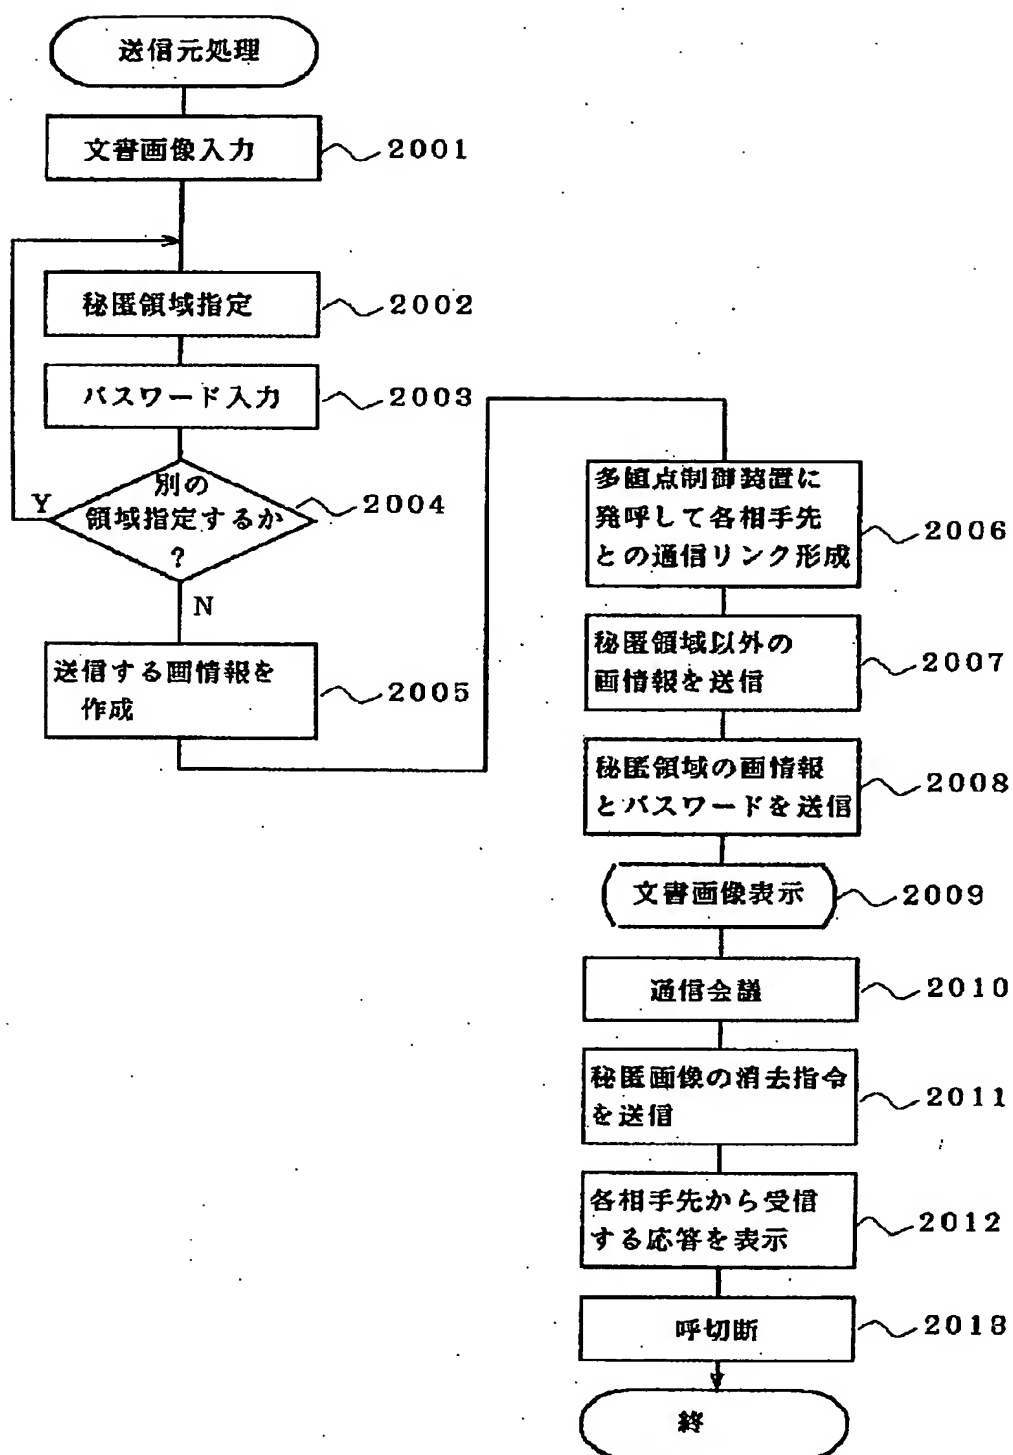 送信元処理
文書画像入力
2001
秘匿領域指定
2002
パスワード入力
2003
別の
領域指定するか
?
2004
Y
N
送信する画情報を
作成
2005
多値点制御装置に
発呼して各相手先
との通信リンク形成
2006
秘匿領域以外の
画情報を送信
2007
秘匿領域の画情報
とパスワードを送信
2008
文書画像表示
2009
通信会議
2010
秘匿画像の消去指令
を送信
2011
各相手先から受信
する応答を表示
2012
呼切断
2013
終